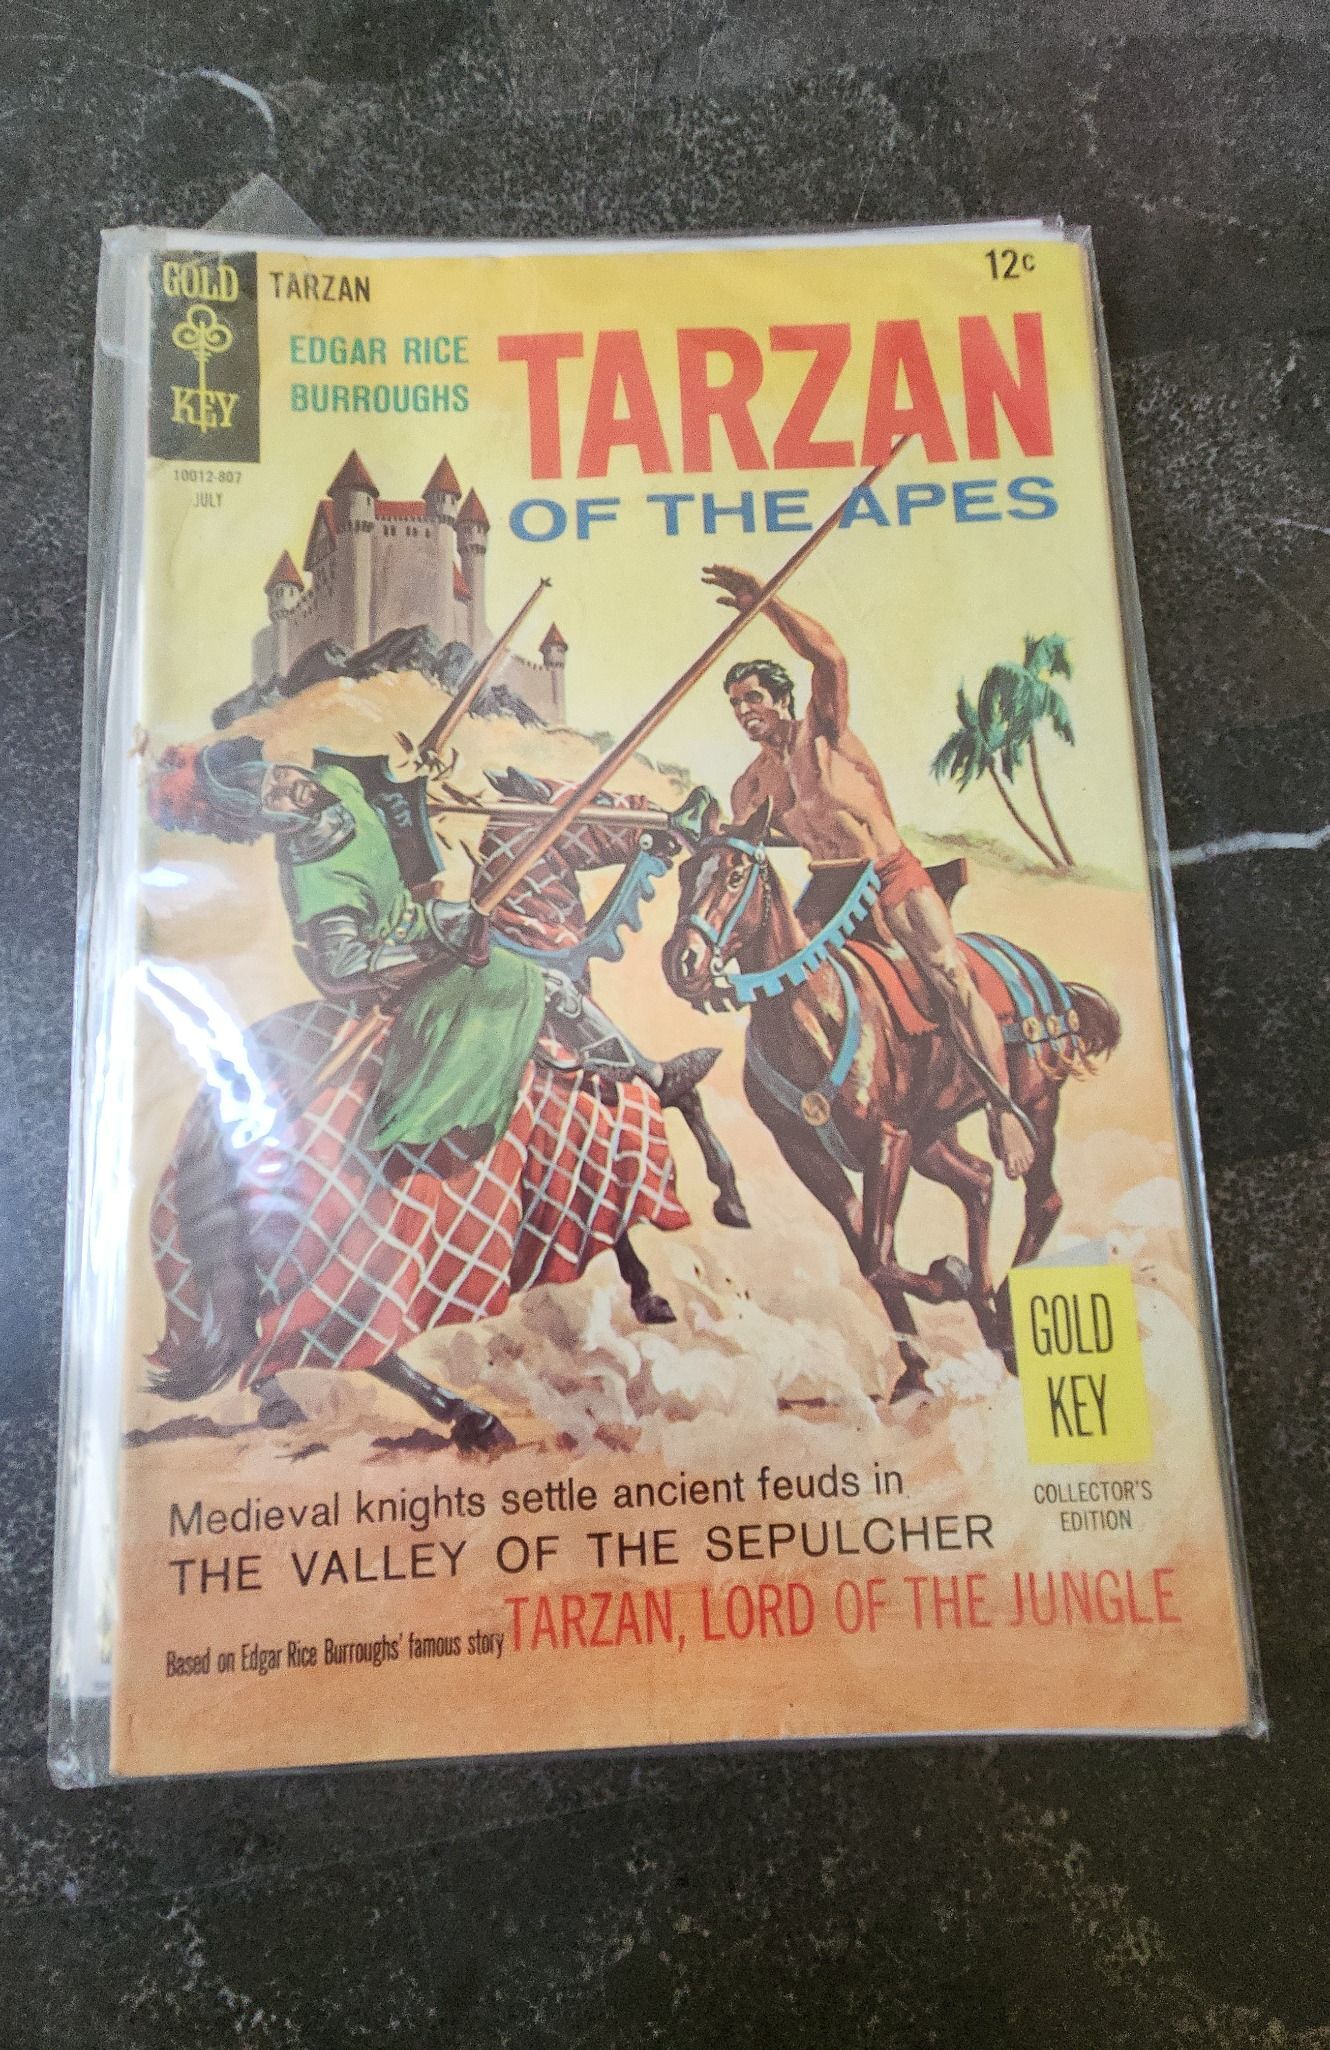 GOLD
KEY
TARZAN
12c
EDGAR RICE
BURROUGHS
TARZAN
OF THE APES
10012-807
JULY
GOLD
KEY
COLLECTOR'S
EDITION
Medieval knights settle ancient feuds in
THE VALLEY OF THE SEPULCHER
Based on Edgar Rice Burroughs' famous story TARZAN, LORD OF THE JUNGLE